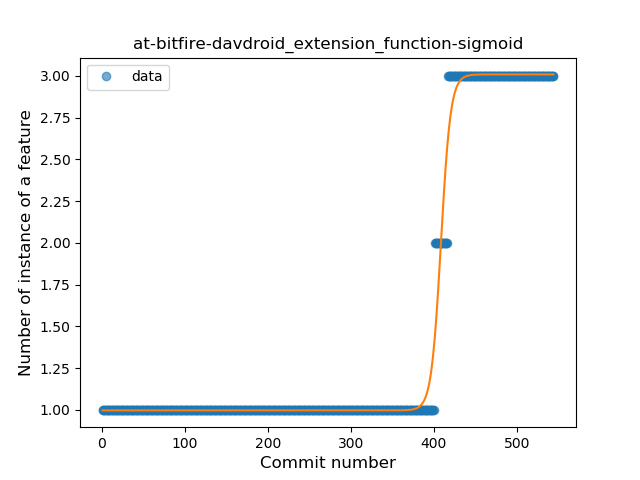 at-bitfire-davdroid_extension_function-sigmoid
data
Number of instance of a feature
3.00
2.75
2.50
2.25
2.00
1.75
1.50
1.25
1.00
0 100 200 300 400 500
Commit number